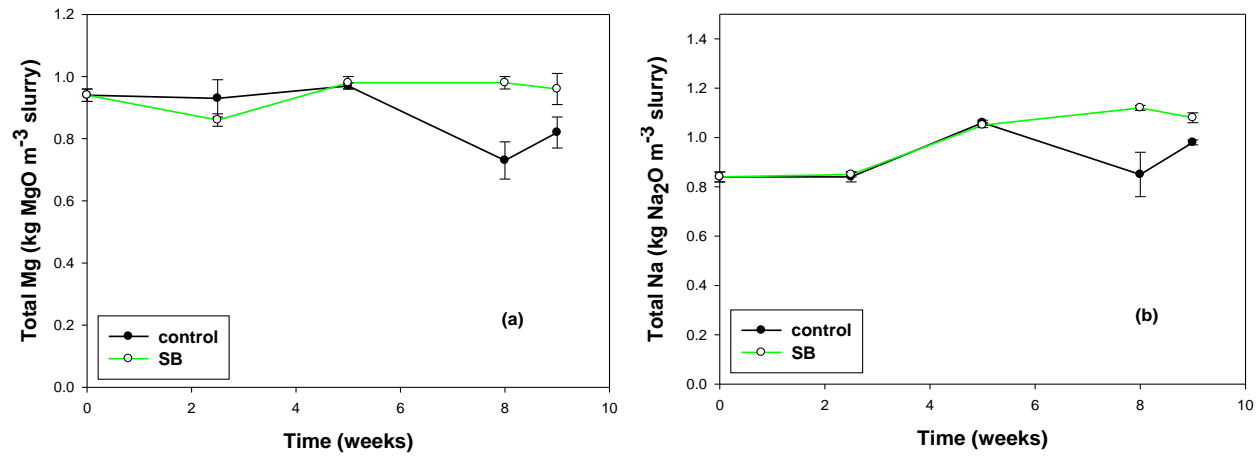 Total Mg (kg MgO m⁻³ slurry)
1.2
1.0
0.8
0.6
0.4
0.2
0.0
control
SB
(a)
0 2 4 6 8 10
Time (weeks)
Total Na (kg Na₂O m⁻³ slurry)
1.4
1.2
1.0
0.8
0.6
0.4
0.2
0.0
control
SB
(b)
0 2 4 6 8 10
Time (weeks)